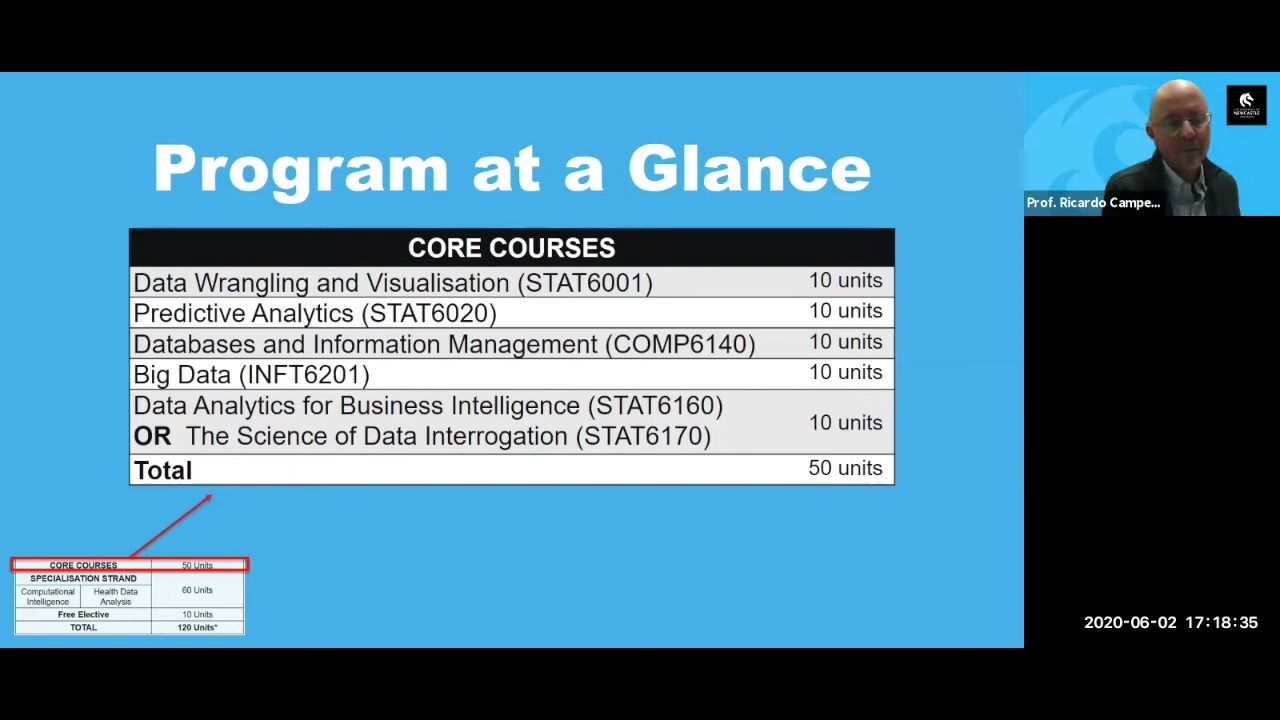 Program at a Glance
CORE COURSES
Data Wrangling and Visualisation (STAT6001) 10 units
Predictive Analytics (STAT6020) 10 units
Databases and Information Management (COMP6140) 10 units
Big Data (INFT6201) 10 units
Data Analytics for Business Intelligence (STAT6160)
OR The Science of Data Interrogation (STAT6170) 10 units
Total 50 units
CORE COURSES 50 Units
SPECIALISATION STRAND 60 Units
Computational Intelligence
Health Data Analysis
Free Elective 10 Units
TOTAL 120 Units*
NEWCASTLE
Prof. Ricardo Campe...
2020-06-02 17:18:35